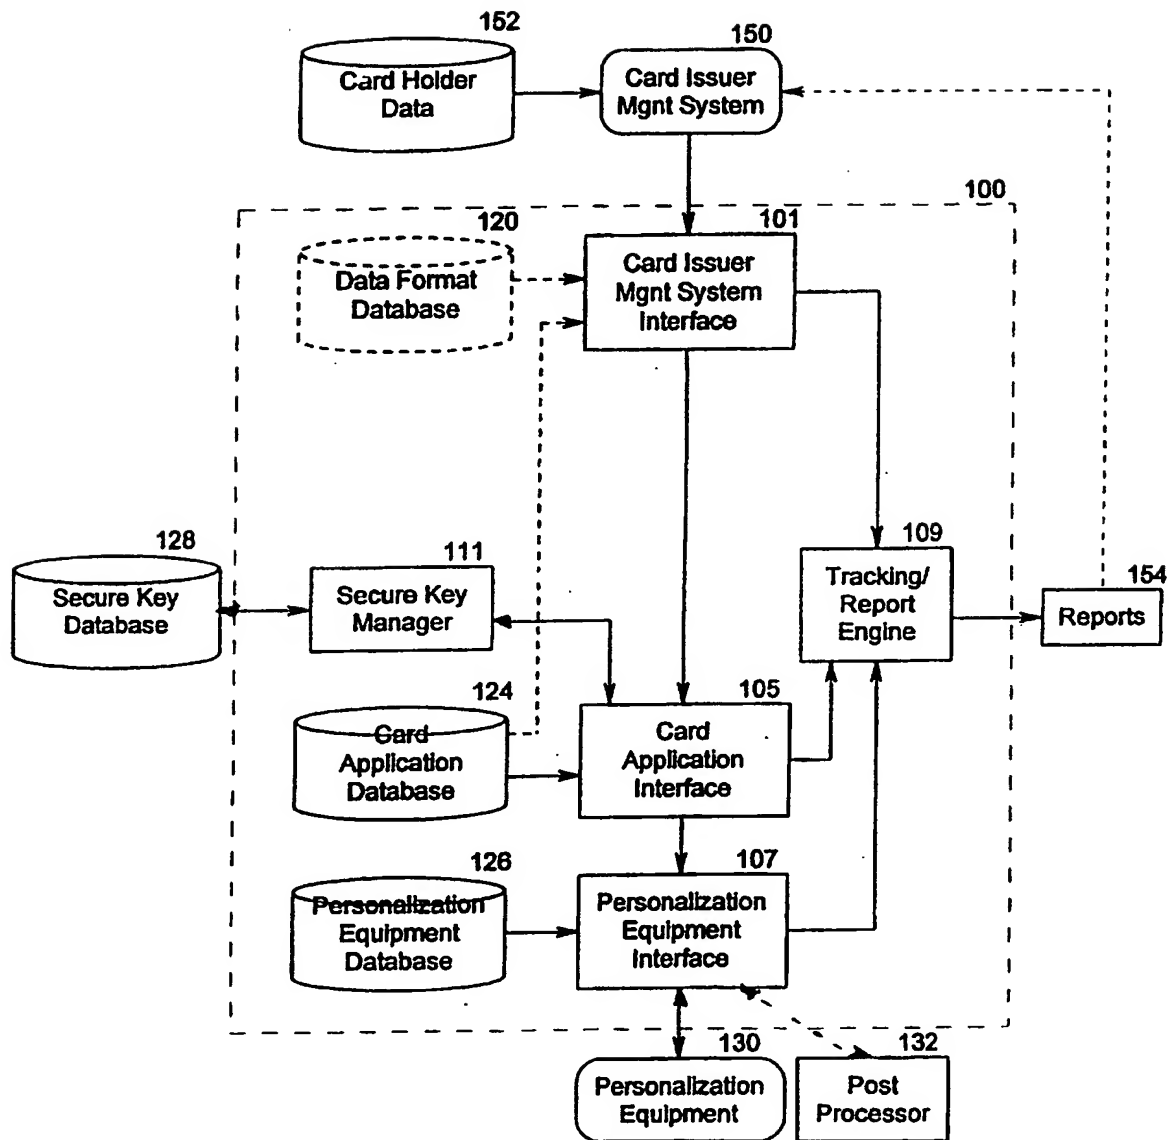 152
Card Holder
Data
150
Card Issuer
Mgnt System
100
120
Data Format
Database
101
Card Issuer
Mgnt System
Interface
128
Secure Key
Database
111
Secure Key
Manager
109
Tracking/
Report
Engine
154
Reports
124
Card
Application
Database
105
Card
Application
Interface
126
Personalization
Equipment
Database
107
Personalization
Equipment
Interface
130
Personalization
Equipment
132
Post
Processor